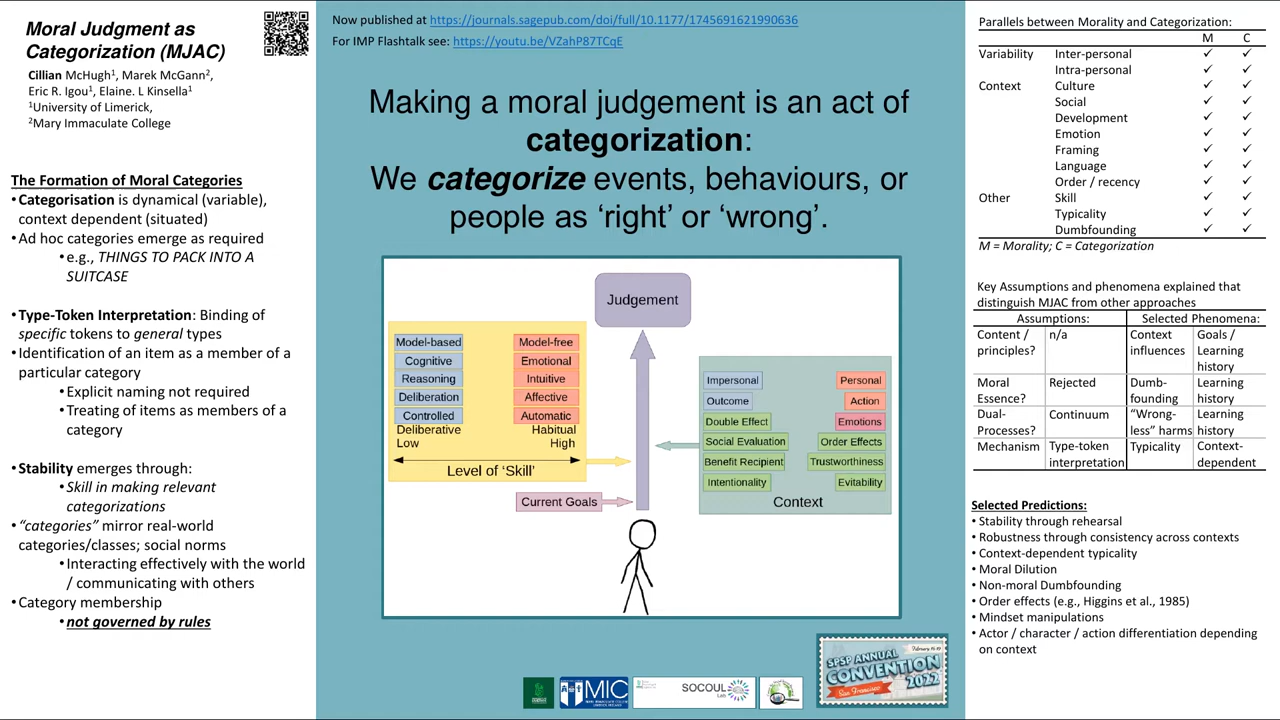 Moral Judgment as
Categorization (MJAC)
Cillian McHugh¹, Marek McGann²,
Eric R. Igou¹, Elaine. L Kinsella¹
¹University of Limerick,
²Mary Immaculate College
The Formation of Moral Categories
•Categorisation is dynamical (variable),
context dependent (situated)
•Ad hoc categories emerge as required
•e.g., THINGS TO PACK INTO A
SUITCASE
•Type-Token Interpretation: Binding of
specific tokens to general types
•Identification of an item as a member of a
particular category
•Explicit naming not required
•Treating of items as members of a
category
•Stability emerges through:
•Skill in making relevant
categorizations
•“categories” mirror real-world
categories/classes; social norms
•Interacting effectively with the world
/ communicating with others
•Category membership
•not governed by rules
Now published at https://journals.sagepub.com/doi/full/10.1177/1745691621990636
For IMP Flashtalk see: https://youtu.be/VZahP87TCqE
Making a moral judgement is an act of
categorization:
We categorize events, behaviours, or
people as ‘right’ or ‘wrong’.
Judgement
Model-based Model-free
Cognitive Emotional
Reasoning Intuitive
Deliberation Affective
Controlled Automatic
Deliberative Habitual
Low High
Level of ‘Skill’
Current Goals
Impersonal Personal
Outcome Action
Double Effect Emotions
Social Evaluation Order Effects
Benefit Recipient Trustworthiness
Intentionality Evitability
Context
MIC
SOCOUL
Lab
SPSP ANNUAL
CONVENTION
2022
San Francisco
Parallels between Morality and Categorization:
M C
Variability Inter-personal ✓ ✓
Intra-personal ✓ ✓
Context Culture ✓ ✓
Social ✓ ✓
Development ✓ ✓
Emotion ✓ ✓
Framing ✓ ✓
Language ✓ ✓
Order / recency ✓ ✓
Other Skill ✓ ✓
Typicality ✓ ✓
Dumbfounding ✓ ✓
M = Morality; C = Categorization
Key Assumptions and phenomena explained that
distinguish MJAC from other approaches
Assumptions: Selected Phenomena:
Content / n/a Context Goals /
principles? influences Learning
history
Moral Rejected Dumb- Learning
Essence? founding history
Dual- Continuum “Wrong- Learning
Processes? less” harms history
Mechanism Type-token Typicality Context-
interpretation dependent
Selected Predictions:
• Stability through rehearsal
• Robustness through consistency across contexts
• Context-dependent typicality
• Moral Dilution
• Non-moral Dumbfounding
• Order effects (e.g., Higgins et al., 1985)
• Mindset manipulations
• Actor / character / action differentiation depending
on context